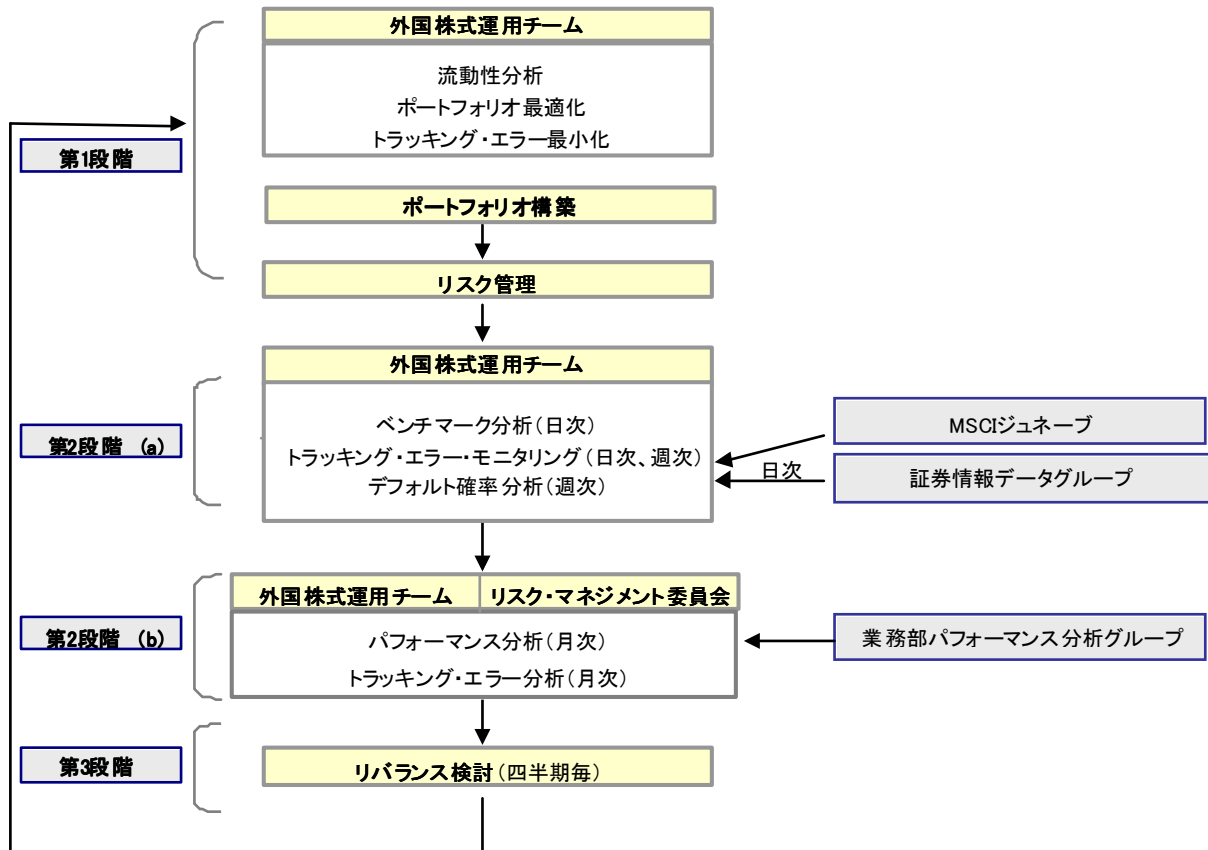 外国株式運用チーム
流動性分析
ポートフォリオ最適化
トラッキング・エラー最小化
第1段階
ポートフォリオ構築
リスク管理
外国株式運用チーム
ベンチマーク分析(日次)
トラッキング・エラー・モニタリング(日次、週次)
デフォルト確率分析(週次)
第2段階 (a)
MSCIジュネーブ
日次
証券情報データグループ
外国株式運用チーム
リスク・マネジメント委員会
第2段階 (b)
パフォーマンス分析(月次)
トラッキング・エラー分析(月次)
業務部パフォーマンス分析グループ
第3段階
リバランス検討(四半期毎)